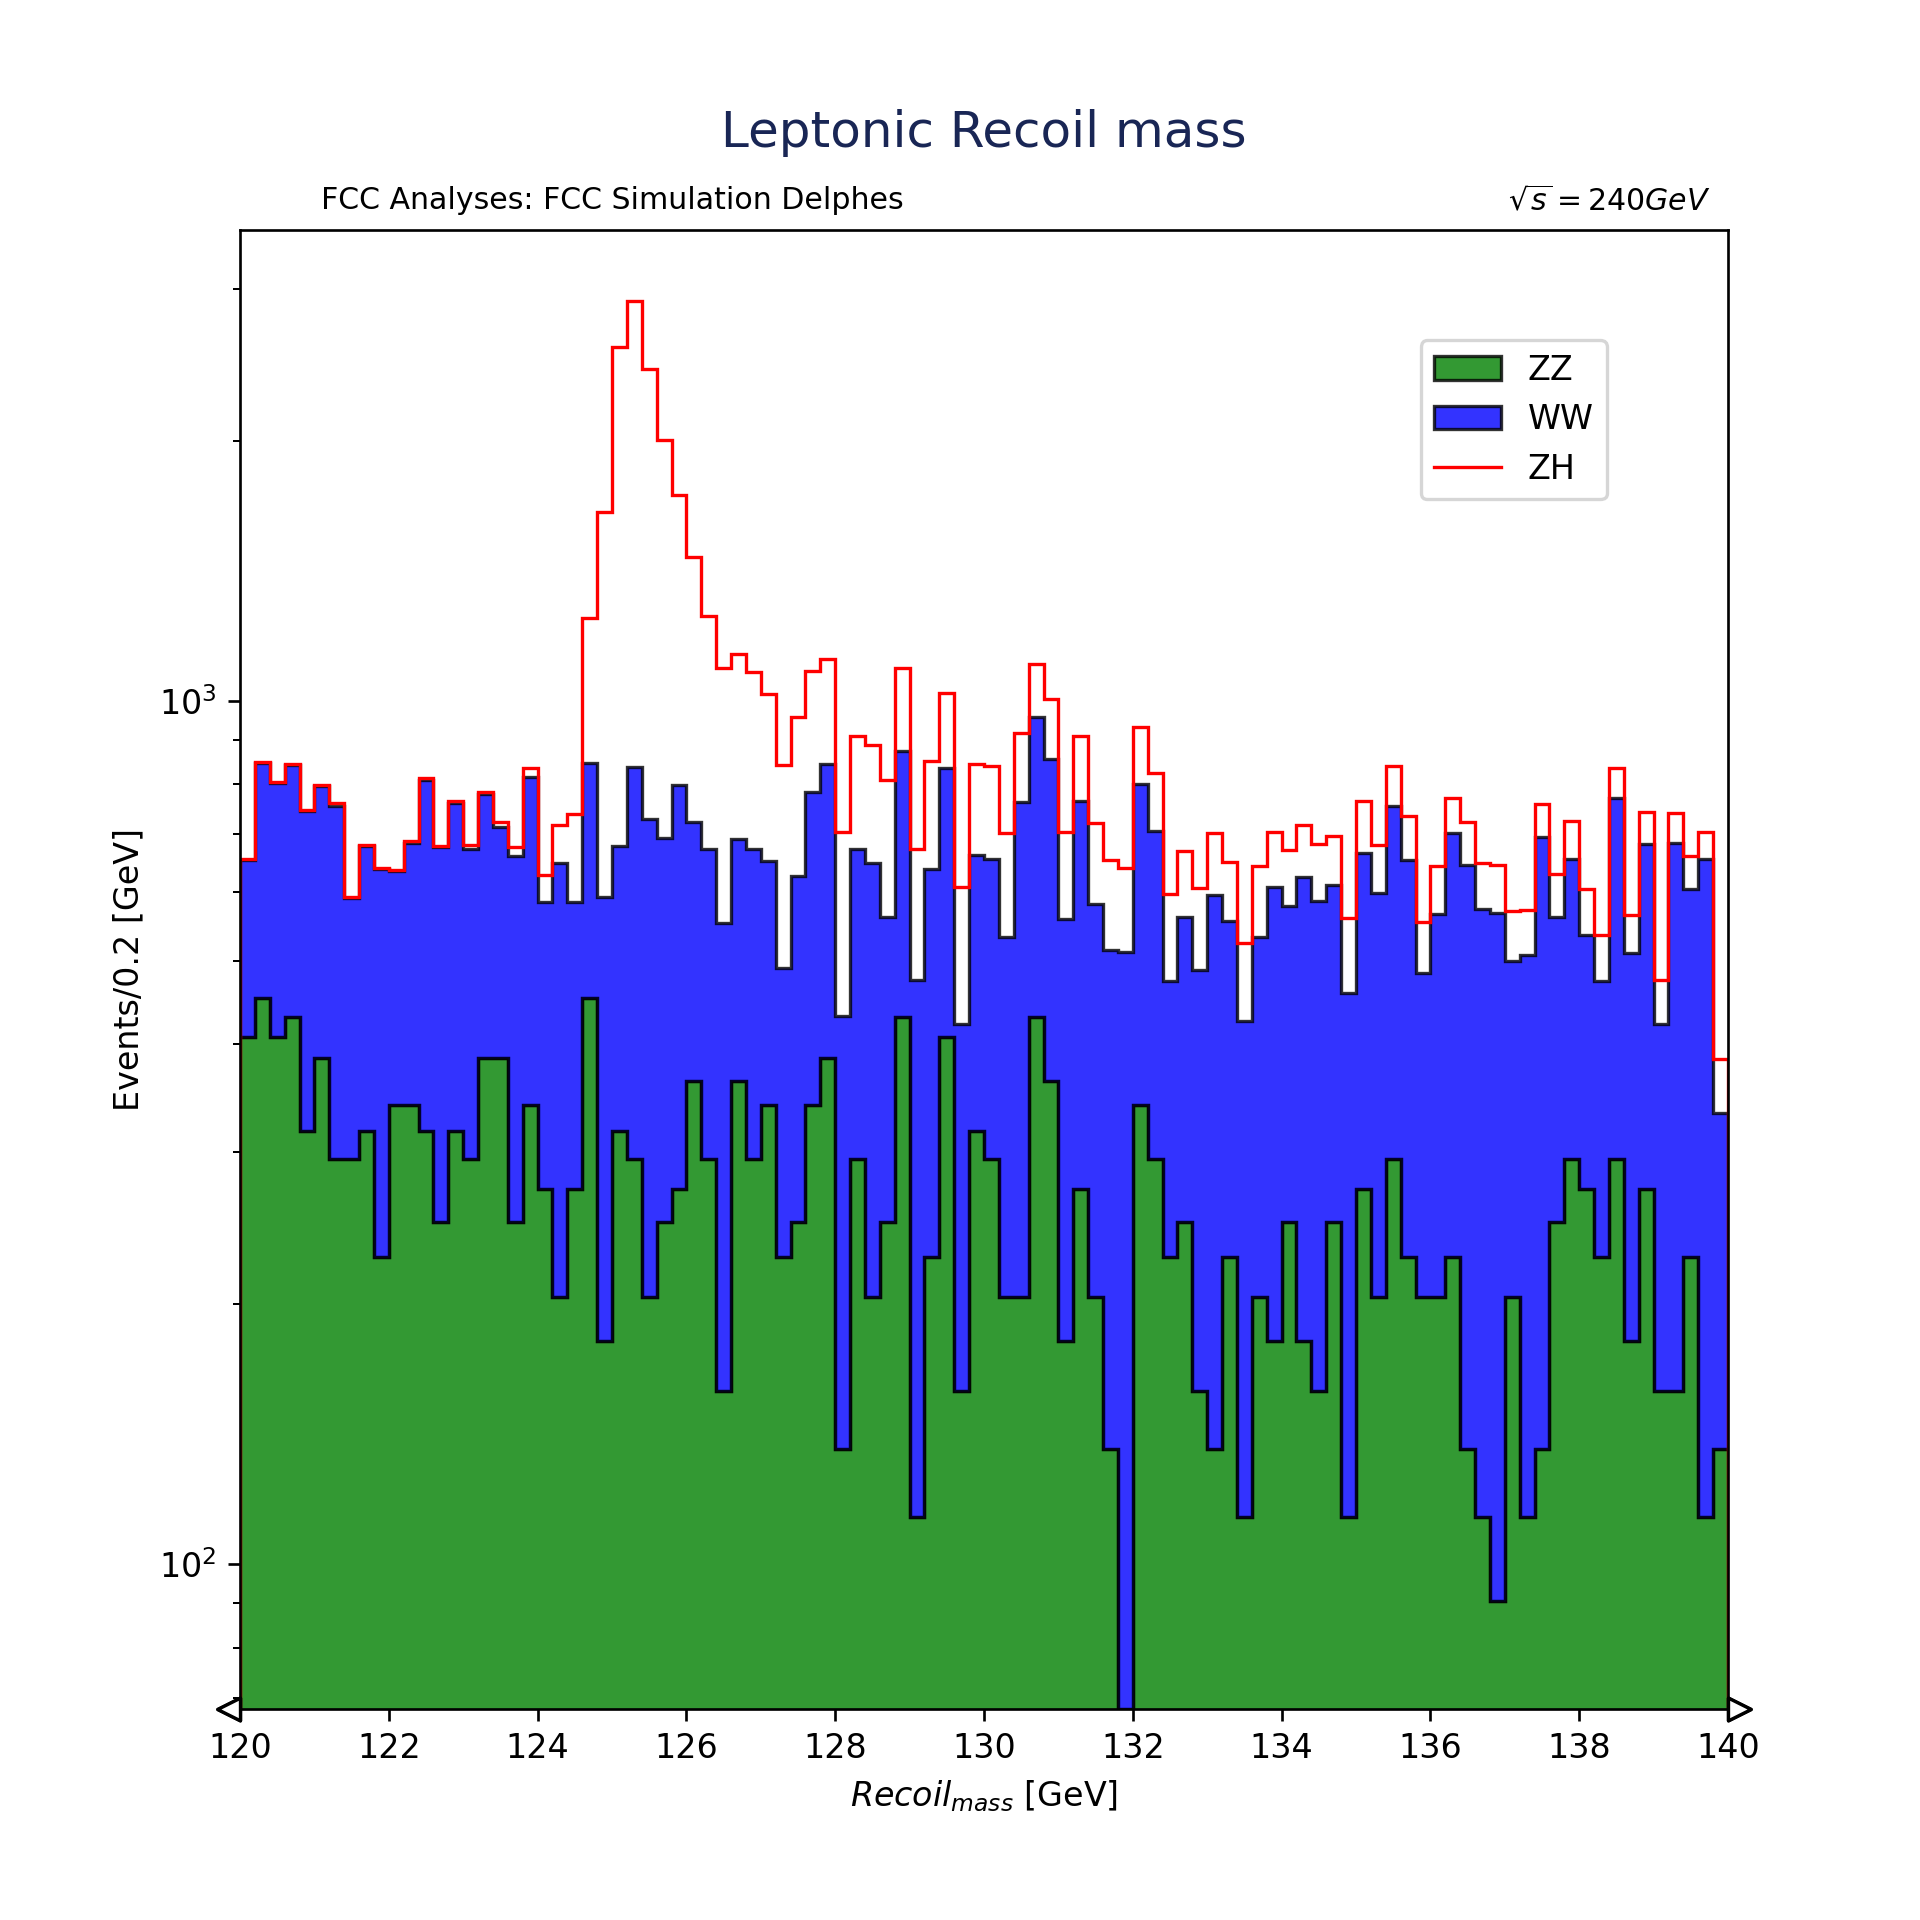 Leptonic Recoil mass
FCC Analyses: FCC Simulation Delphes
√s = 240GeV
ZZ
WW
ZH
10³
10²
Events/0.2 [GeV]
120 122 124 126 128 130 132 134 136 138 140
Recoil_mass [GeV]